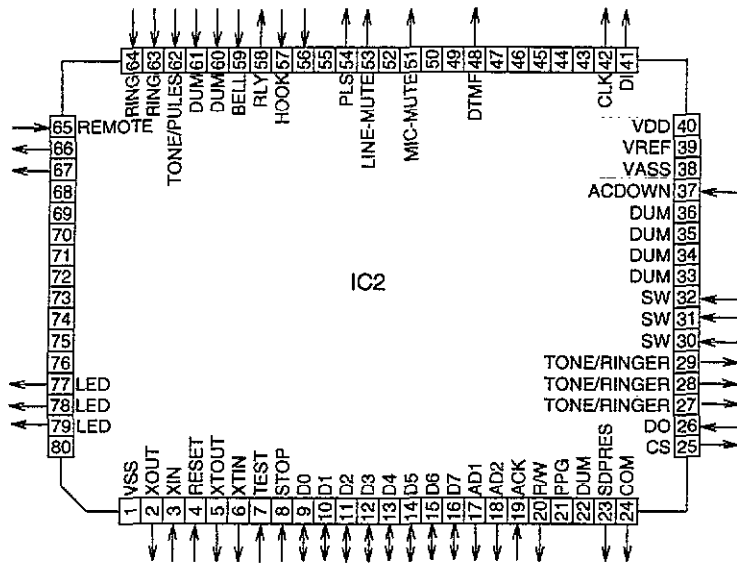 64 63 62 61 60 59 58 57 56 55 54 53 52 51 50 49 48 47 46 45 44 43 42 41
RING
RING
TONE/PULES
DUM
DUM
BELL
RLY
HOOK
PLS
LINE-MUTE
MIC-MUTE
DTMF
CLK
DI
65 REMOTE
66
67
68
69
70
71
72
73
74
75
76
77 LED
78 LED
79 LED
80
IC2
VDD 40
VREF 39
VASS 38
ACDOWN 37
DUM 36
DUM 35
DUM 34
DUM 33
SW 32
SW 31
SW 30
TONE/RINGER 29
TONE/RINGER 28
TONE/RINGER 27
DO 26
CS 25
VSS
XOUT
XIN
RESET
XTOUT
XTIN
TEST
STOP
D0
D1
D2
D3
D4
D5
D6
D7
AD1
AD2
ACK
R/W
PPG
DUM
SDPRES
COM
1 2 3 4 5 6 7 8 9 10 11 12 13 14 15 16 17 18 19 20 21 22 23 24